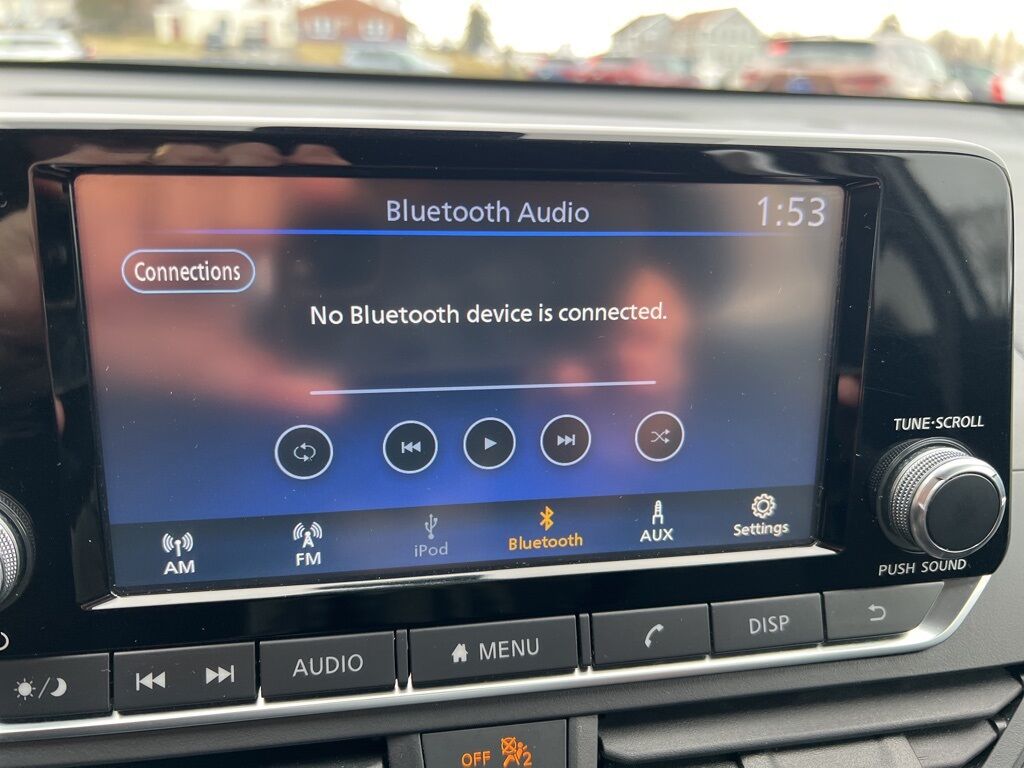 Bluetooth Audio
1:53
Connections
No Bluetooth device is connected.
AM
FM
iPod
Bluetooth
AUX
Settings
TUNE·SCROLL
PUSH SOUND
AUDIO
MENU
DISP
OFF
2